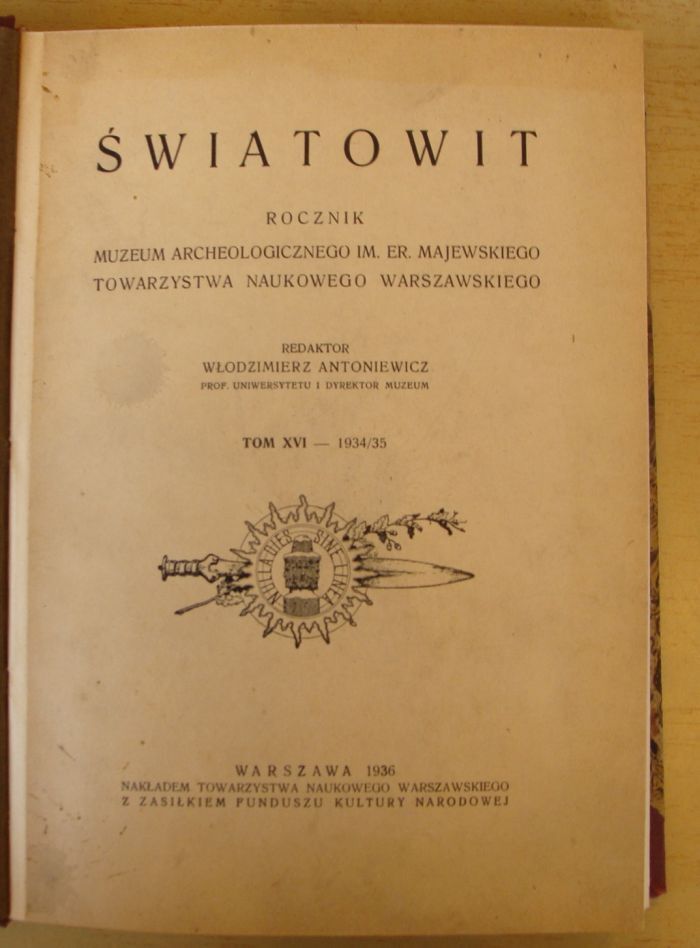 ŚWIATOWIT
ROCZNIK
MUZEUM ARCHEOLOGICZNEGO IM. ER. MAJEWSKIEGO
TOWARZYSTWA NAUKOWEGO WARSZAWSKIEGO
REDAKTOR
WŁODZIMIERZ ANTONIEWICZ
PROF. UNIWERSYTETU I DYREKTOR MUZEUM
TOM XVI — 1934/35
NULLA DIES SINE LINEA
WARSZAWA 1936
NAKŁADEM TOWARZYSTWA NAUKOWEGO WARSZAWSKIEGO
Z ZASIŁKIEM FUNDUSZU KULTURY NARODOWEJ